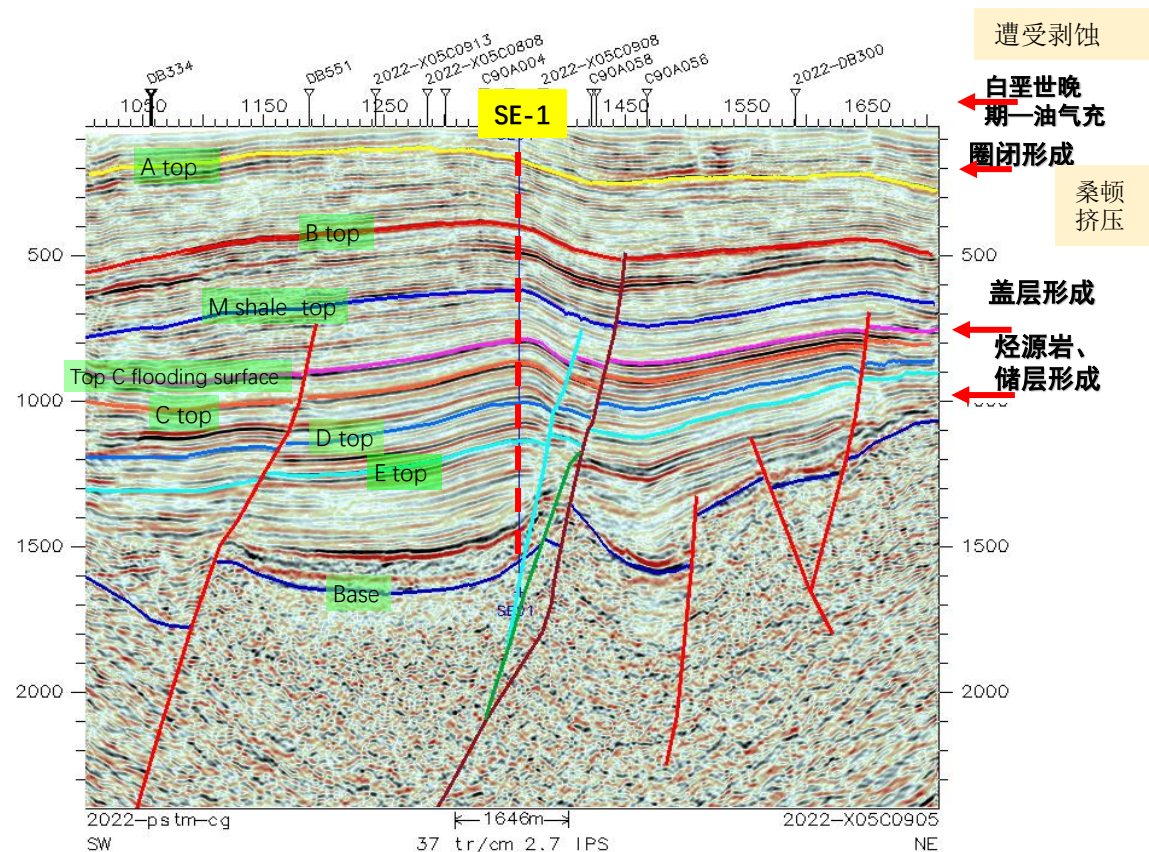 遭受剥蚀
DB334
DB551
2022-X05C0913
2022-X05C0808
C90A004
2022-X05C0908
C90A058
C90A056
2022-DB300
白垩世晚
期—油气充
1050
1150
1250
1450
1550
1650
SE-1
圈闭形成
A top
桑顿
挤压
B top
500
500
盖层形成
M shale top
烃源岩、
储层形成
Top C flooding surface
1000
C top
D top
E top
1500
1500
Base
2000
2000
2022-pstm-cg
1646m
2022-X05C0905
SW
37 tr/cm 2.7 IPS
NE